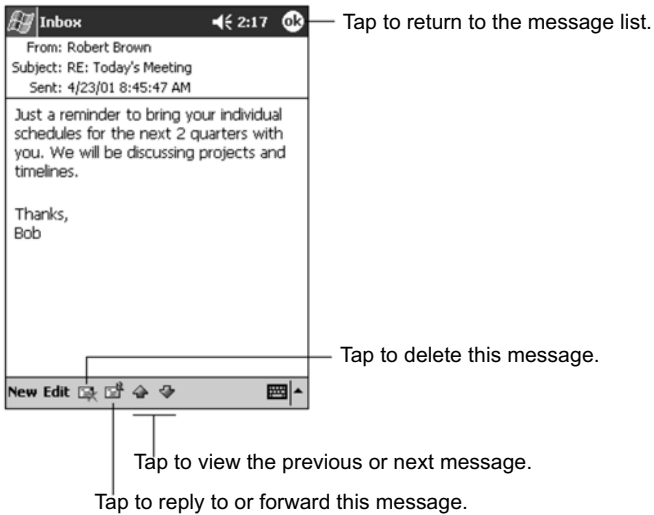 Inbox 2:17 ok
Tap to return to the message list.
From: Robert Brown
Subject: RE: Today's Meeting
Sent: 4/23/01 8:45:47 AM
Just a reminder to bring your individual
schedules for the next 2 quarters with
you. We will be discussing projects and
timelines.
Thanks,
Bob
Tap to delete this message.
New Edit
Tap to view the previous or next message.
Tap to reply to or forward this message.